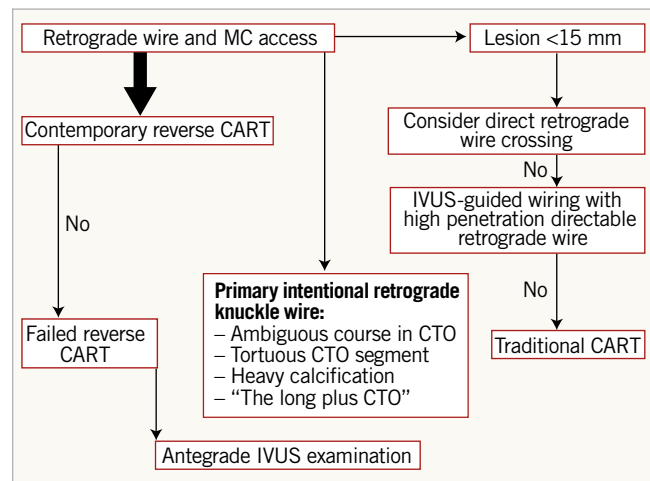 Retrograde wire and MC access
Lesion <15 mm
Contemporary reverse CART
Consider direct retrograde
wire crossing
No
IVUS-guided wiring with
high penetration directable
retrograde wire
No
No
Primary intentional retrograde
knuckle wire:
– Ambiguous course in CTO
– Tortuous CTO segment
– Heavy calcification
– “The long plus CTO”
Failed reverse
CART
Traditional CART
Antegrade IVUS examination